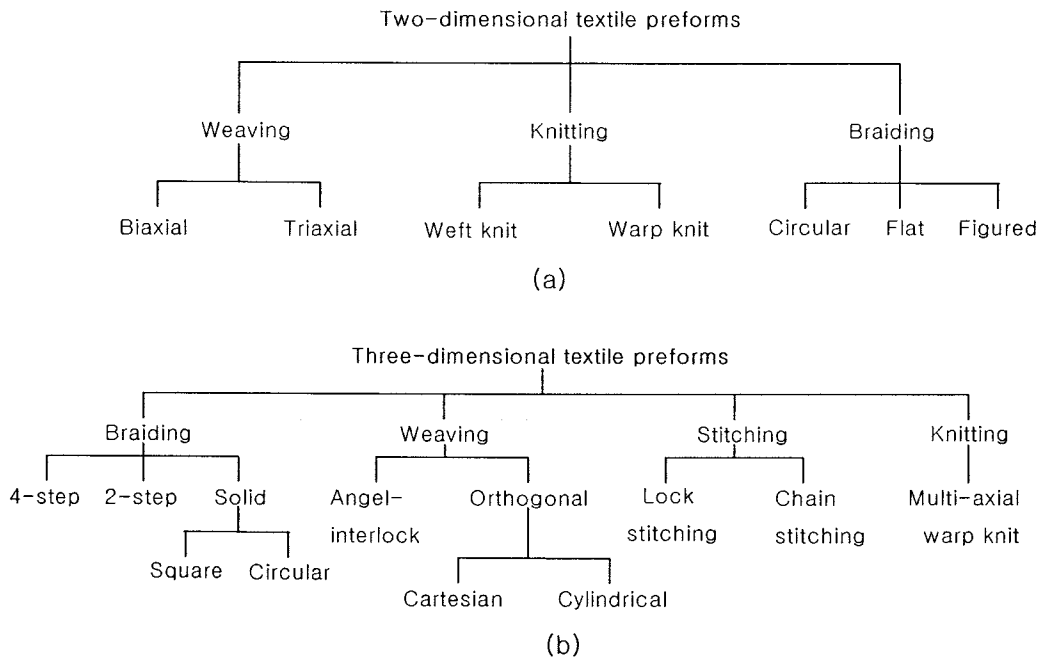 Two-dimensional textile preforms
Weaving Knitting Braiding
Biaxial Triaxial Weft knit Warp knit Circular Flat Figured
(a)
Three-dimensional textile preforms
Braiding Weaving Stitching Knitting
4-step 2-step Solid Angel- Orthogonal Lock Chain Multi-axial
interlock stitching stitching warp knit
Square Circular
Cartesian Cylindrical
(b)